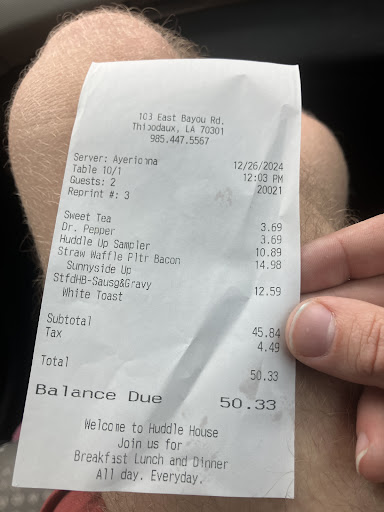 103 East Bayou Rd.
Thibodaux, LA 70301
985.447.5567
Server: Ayerionna 12/26/2024
Table 10/1 12:03 PM
Guests: 2 20021
Reprint #: 3
Sweet Tea 3.69
Dr. Pepper 3.69
Huddle Up Sampler 10.89
Straw Waffle Pltr Bacon 14.98
Sunnyside Up
StfdHB-Sausg&Gravy 12.59
White Toast
Subtotal 45.84
Tax 4.49
Total 50.33
Balance Due 50.33
Welcome to Huddle House
Join us for
Breakfast Lunch and Dinner
All day. Everyday.